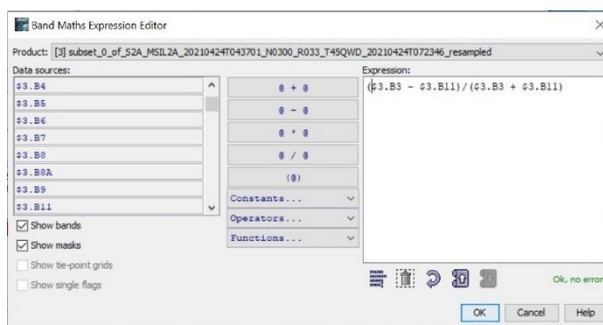 Band Maths Expression Editor
Product: [3] subset_0_of_S2A_MSIL2A_20210424T043701_N0300_R033_T45QWD_20210424T072346_resampled
Data sources:
Expression:
$3.B4
$3.B5
$3.B6
$3.B7
$3.B8
$3.B8A
$3.B9
$3.B11
@ + @
@ - @
@ * @
@ / @
(@)
Constants...
Operators...
Functions...
($3.B3 - $3.B11)/($3.B3 + $3.B11)
Show bands
Show masks
Show tie-point grids
Show single flags
Ok, no error
OK
Cancel
Help